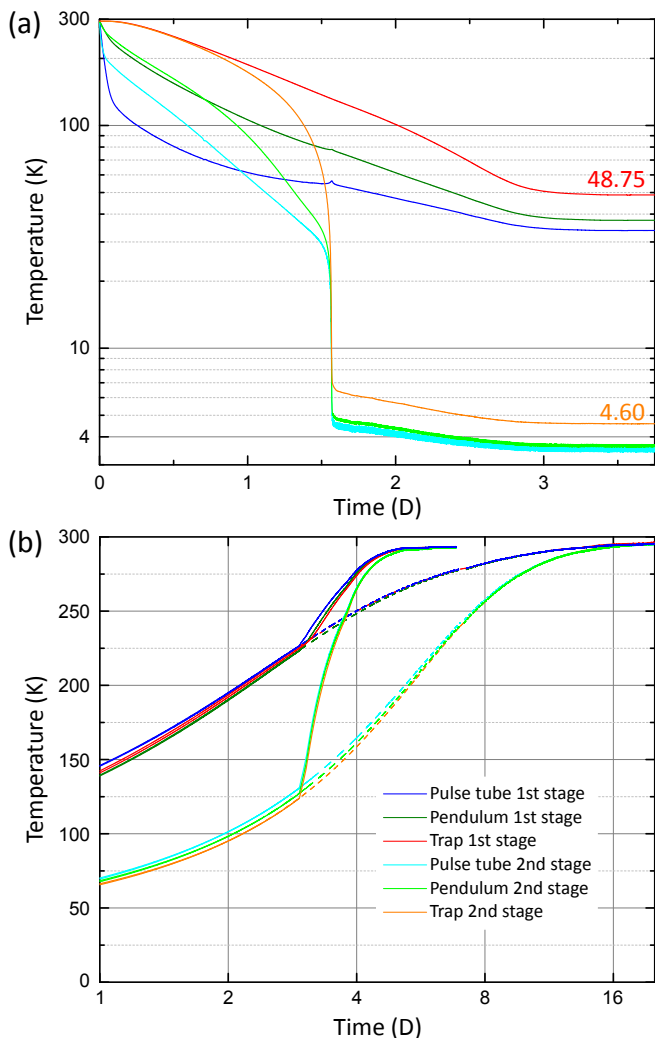 (a)
300
100
10
4
Temperature (K)
48.75
4.60
0 1 2 3
Time (D)
(b)
300
250
200
150
100
50
0
Temperature (K)
Pulse tube 1st stage
Pendulum 1st stage
Trap 1st stage
Pulse tube 2nd stage
Pendulum 2nd stage
Trap 2nd stage
1 2 4 8 16
Time (D)